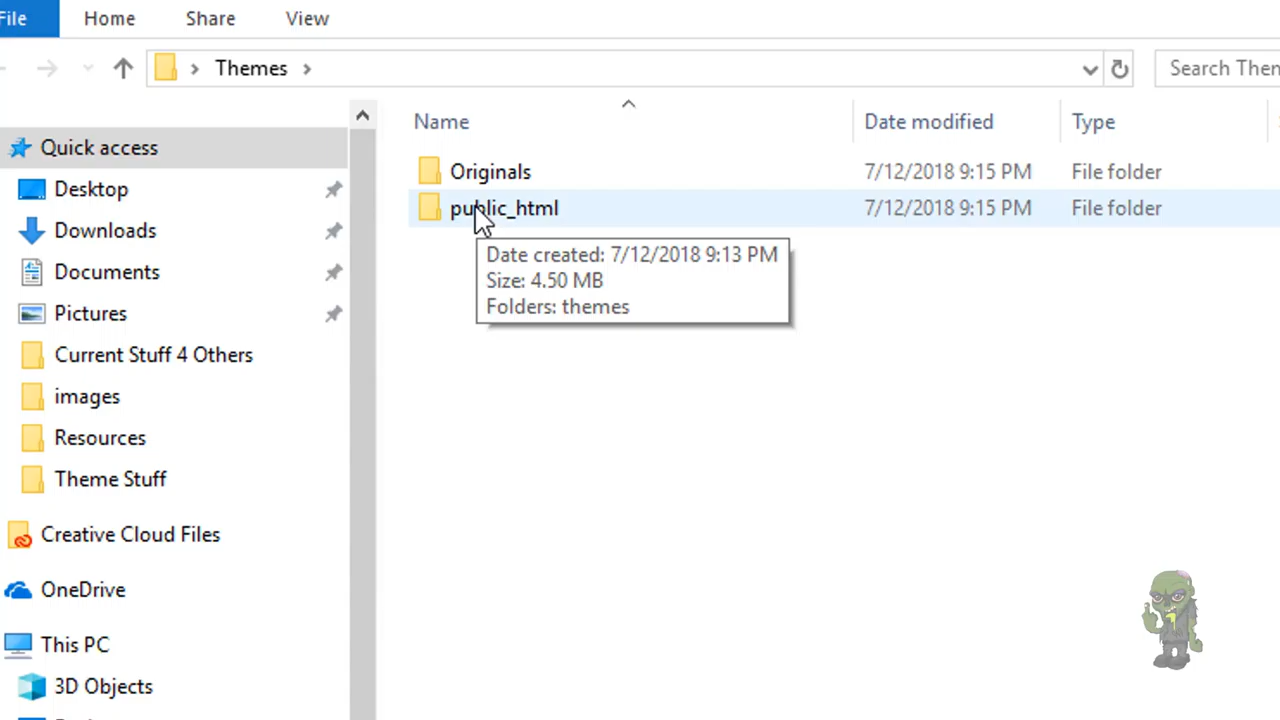 File Home Share View
Themes
Search Them
Name Date modified Type
Quick access
Originals 7/12/2018 9:15 PM File folder
Desktop
public_html 7/12/2018 9:15 PM File folder
Downloads
Date created: 7/12/2018 9:13 PM
Size: 4.50 MB
Folders: themes
Documents
Pictures
Current Stuff 4 Others
images
Resources
Theme Stuff
Creative Cloud Files
OneDrive
This PC
3D Objects